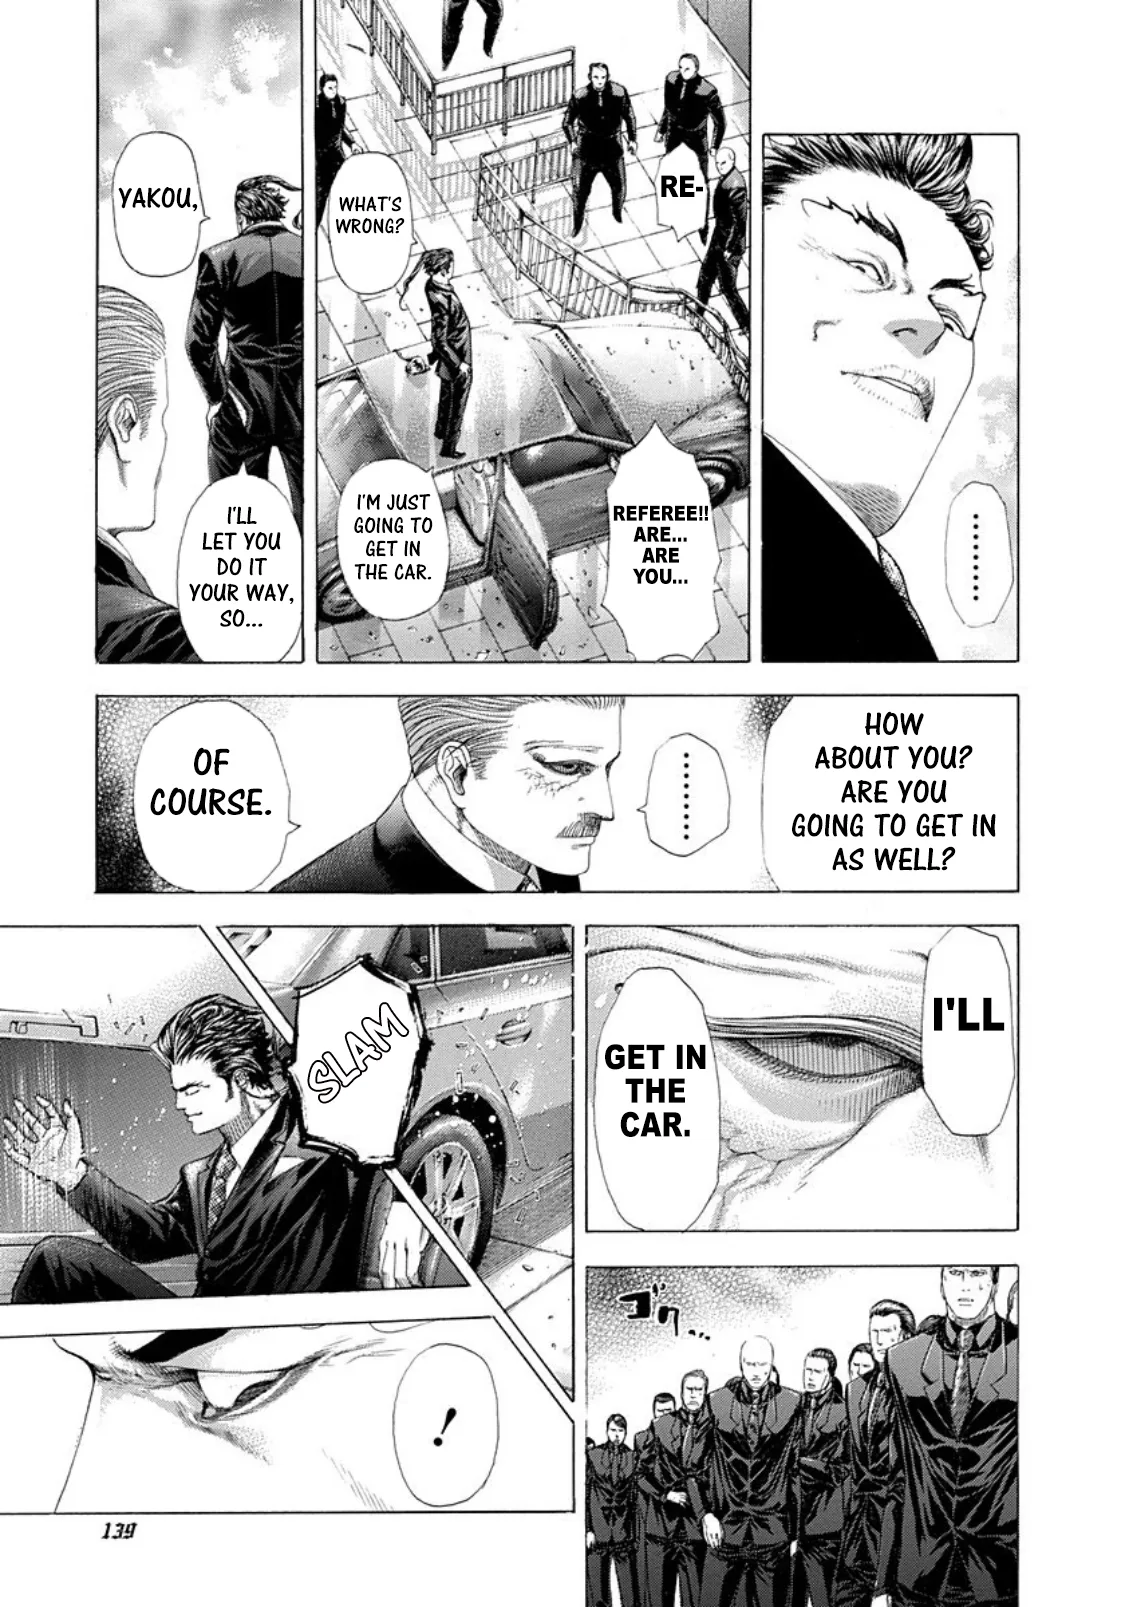 RE-
WHAT'S
WRONG?
REFEREE!!
ARE...
ARE
YOU...
I'M JUST
GOING TO
GET IN
THE CAR.
YAKOU,
I'LL
LET YOU
DO IT
YOUR WAY,
SO...
HOW
ABOUT YOU?
ARE YOU
GOING TO GET IN
AS WELL?
OF
COURSE.
I'LL
GET IN
THE
CAR.
SLAM
ゴク
!
139